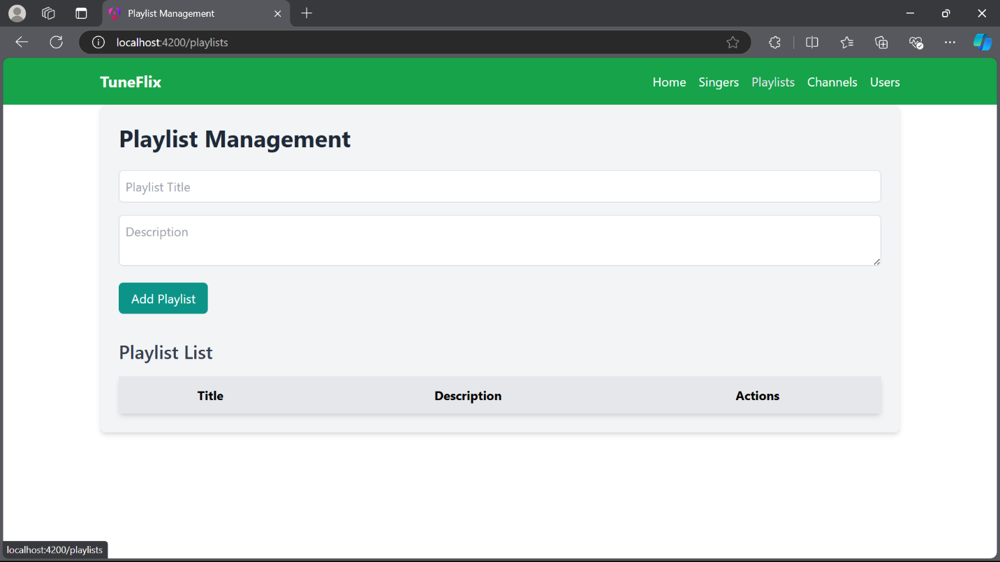 Playlist Management
localhost:4200/playlists
TuneFlix
Home Singers Playlists Channels Users
Playlist Management
Playlist Title
Description
Add Playlist
Playlist List
Title Description Actions
localhost:4200/playlists